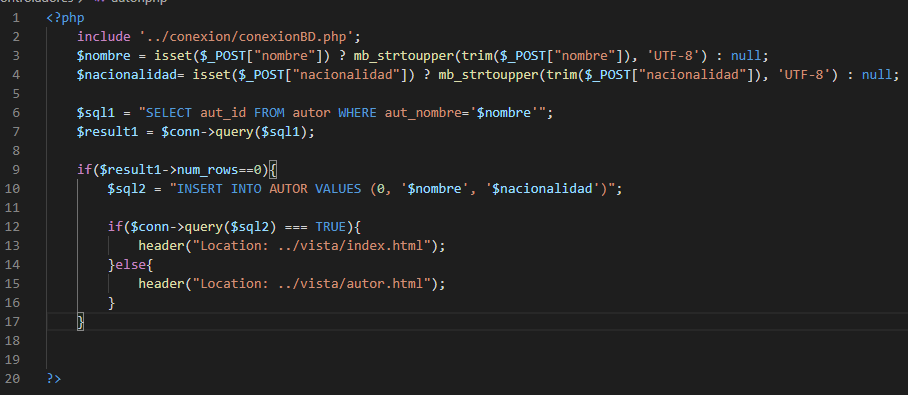 autor.php
1 <?php
2 include '../conexion/conexionBD.php';
3 $nombre = isset($_POST["nombre"]) ? mb_strtoupper(trim($_POST["nombre"]), 'UTF-8') : null;
4 $nacionalidad= isset($_POST["nacionalidad"]) ? mb_strtoupper(trim($_POST["nacionalidad"]), 'UTF-8') : null;
5
6 $sql1 = "SELECT aut_id FROM autor WHERE aut_nombre='$nombre'";
7 $result1 = $conn->query($sql1);
8
9 if($result1->num_rows==0){
10 $sql2 = "INSERT INTO AUTOR VALUES (0, '$nombre', '$nacionalidad')";
11
12 if($conn->query($sql2) === TRUE){
13 header("Location: ../vista/index.html");
14 }else{
15 header("Location: ../vista/autor.html");
16 }
17 }
18
19
20 ?>